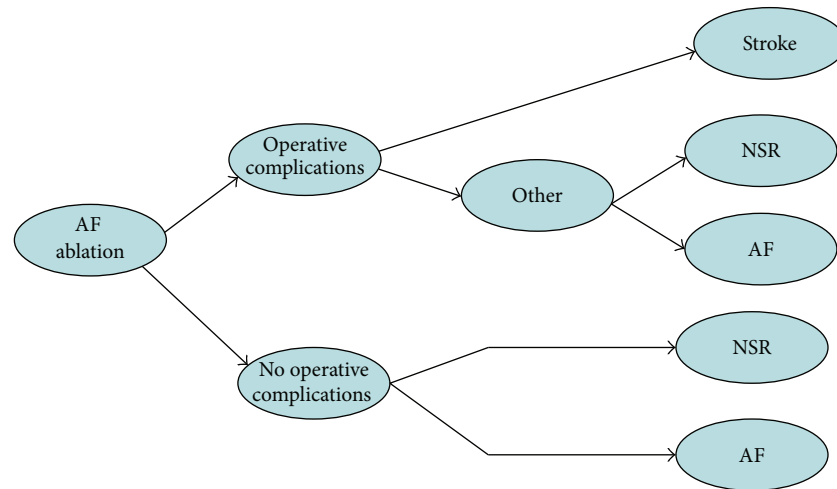 Stroke
Operative
complications
NSR
Other
AF
ablation
AF
NSR
No operative
complications
AF